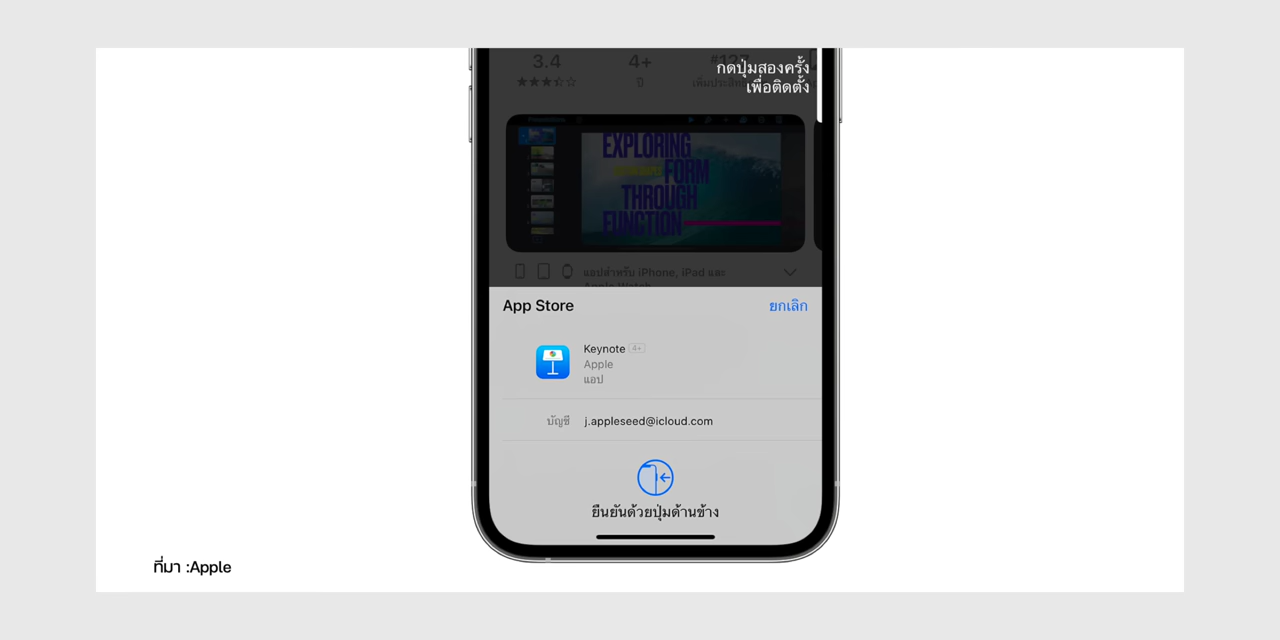 3.4
4+
ปี
กดปุ่มสองครั้ง
เพื่อติดตั้ง
EXPLORING
FORM
THROUGH
FUNCTION
แอปสำหรับ iPhone, iPad และ
Apple Watch
App Store
ยกเลิก
Keynote 4+
Apple
แอป
บัญชี j.appleseed@icloud.com
ยืนยันด้วยปุ่มด้านข้าง
ที่มา :Apple